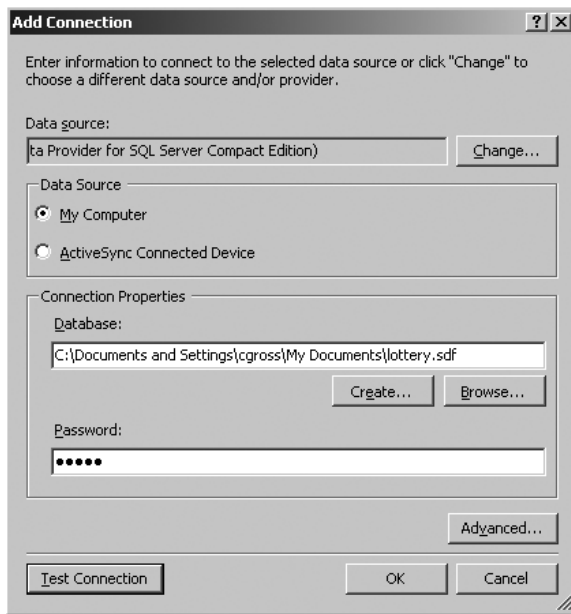 Add Connection
Enter information to connect to the selected data source or click "Change" to
choose a different data source and/or provider.
Data source:
ta Provider for SQL Server Compact Edition)
Change...
Data Source
My Computer
ActiveSync Connected Device
Connection Properties
Database:
C:\Documents and Settings\cgross\My Documents\lottery.sdf
Create...
Browse...
Password:
●●●●●
Advanced...
Test Connection
OK
Cancel